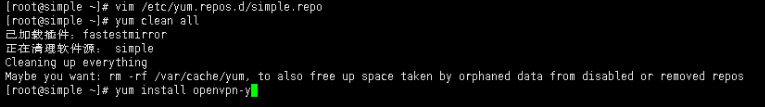 [root@simple ~]# vim /etc/yum.repos.d/simple.repo
[root@simple ~]# yum clean all
已加载插件：fastestmirror
正在清理软件源： simple
Cleaning up everything
Maybe you want: rm -rf /var/cache/yum, to also free up space taken by orphaned data from disabled or removed repos
[root@simple ~]# yum install openvpn-y